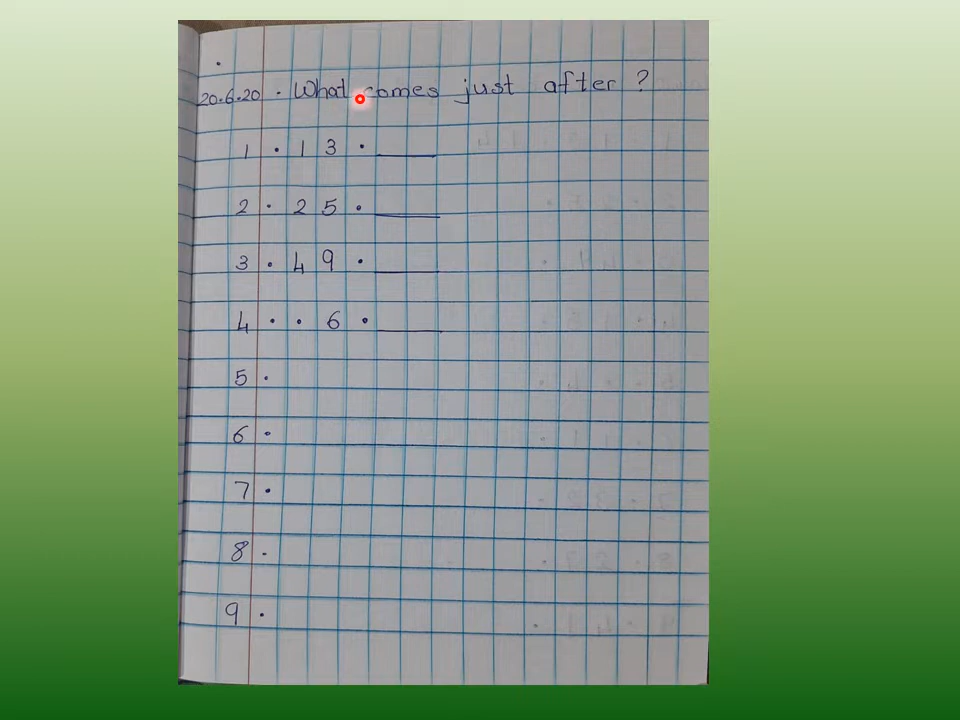 20.6.20 . What comes just after ?
1 . 13 . ____
2 . 25 . ____
3 . 49 . ____
4 . . 6 . ____
5 .
6 .
7 .
8 .
9 .